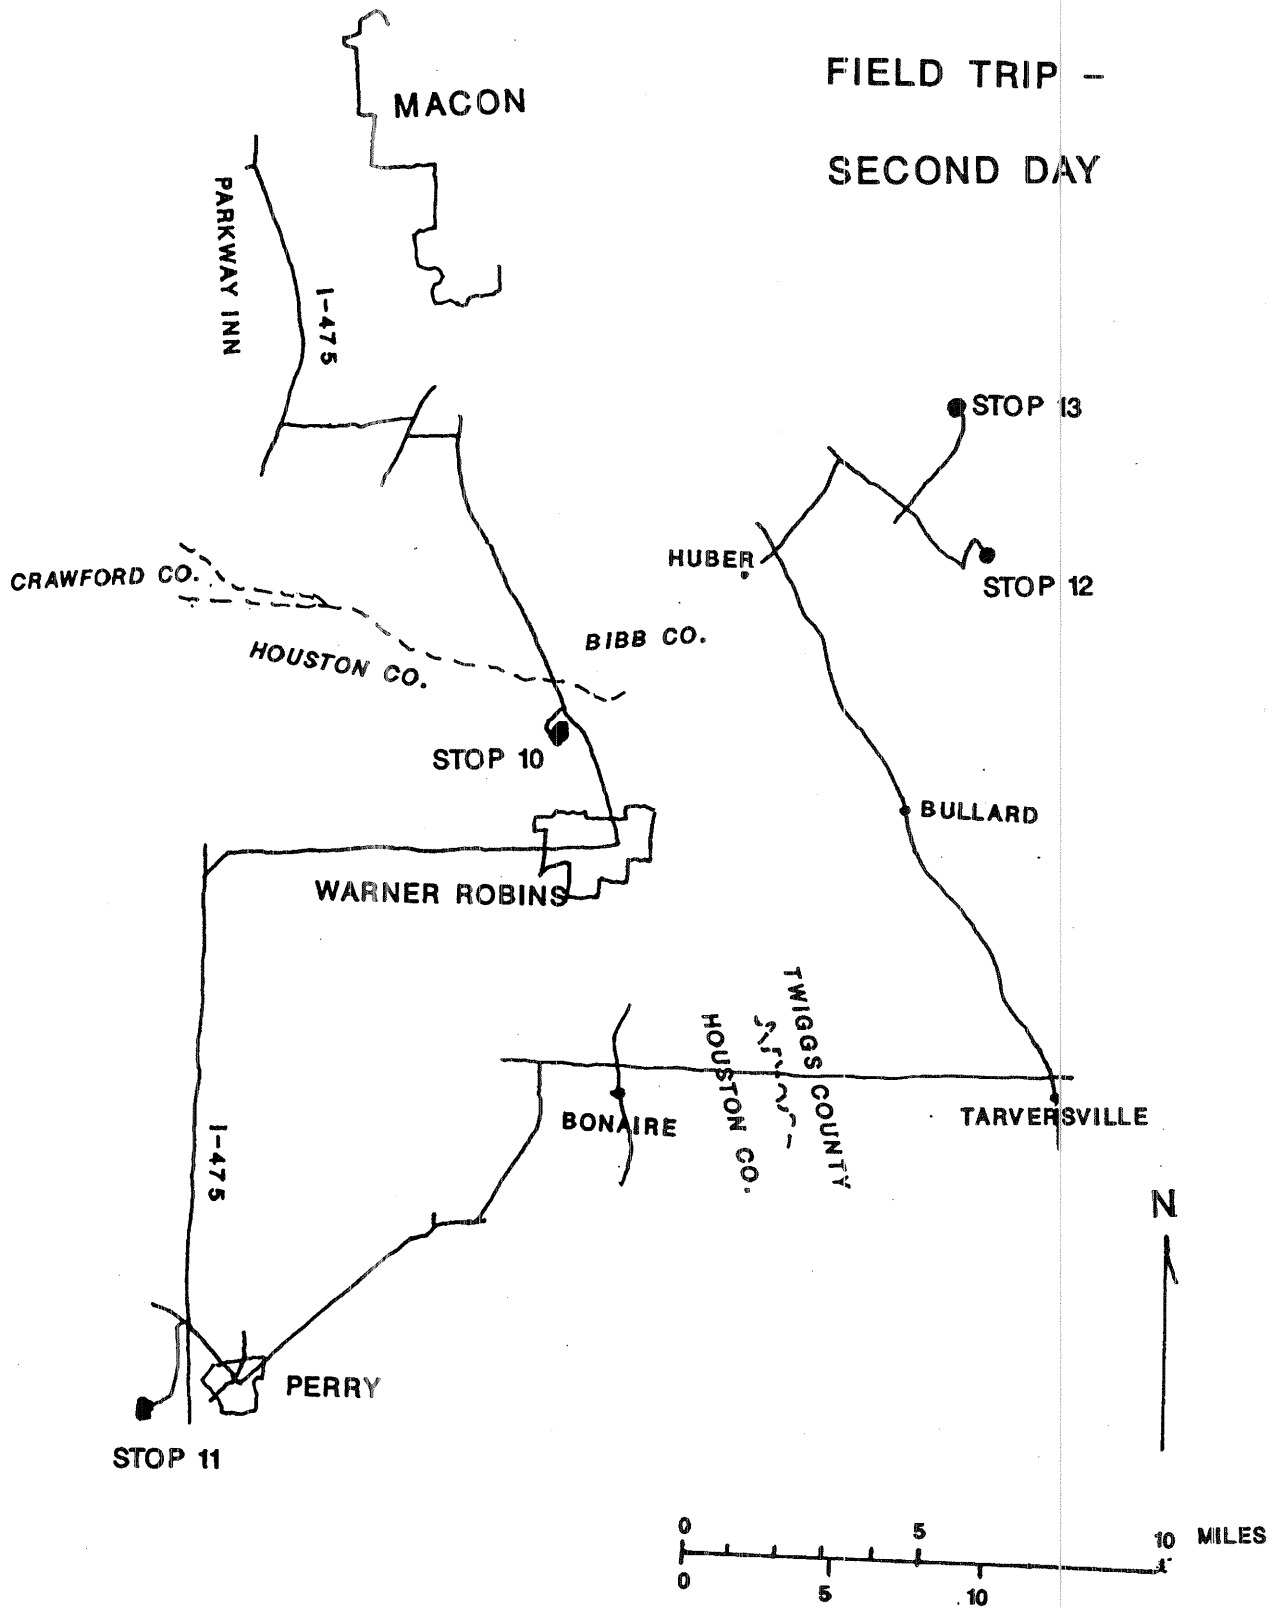 FIELD TRIP –
SECOND DAY
MACON
PARKWAY INN
I-475
STOP 13
HUBER
STOP 12
CRAWFORD CO.
BIBB CO.
HOUSTON CO.
STOP 10
BULLARD
WARNER ROBINS
TWIGGS COUNTY
HOUSTON CO.
BONAIRE
TARVERSVILLE
I-475
N
PERRY
STOP 11
0 5 10 MILES
0 5 10